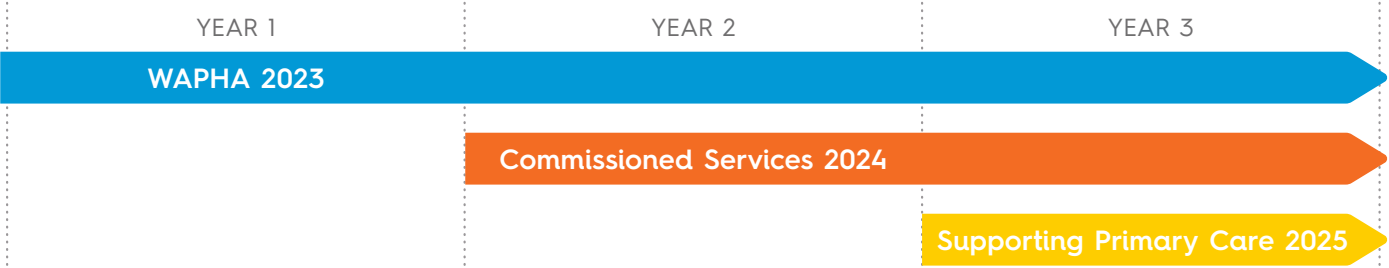 YEAR 1 YEAR 2 YEAR 3
WAPHA 2023
Commissioned Services 2024
Supporting Primary Care 2025